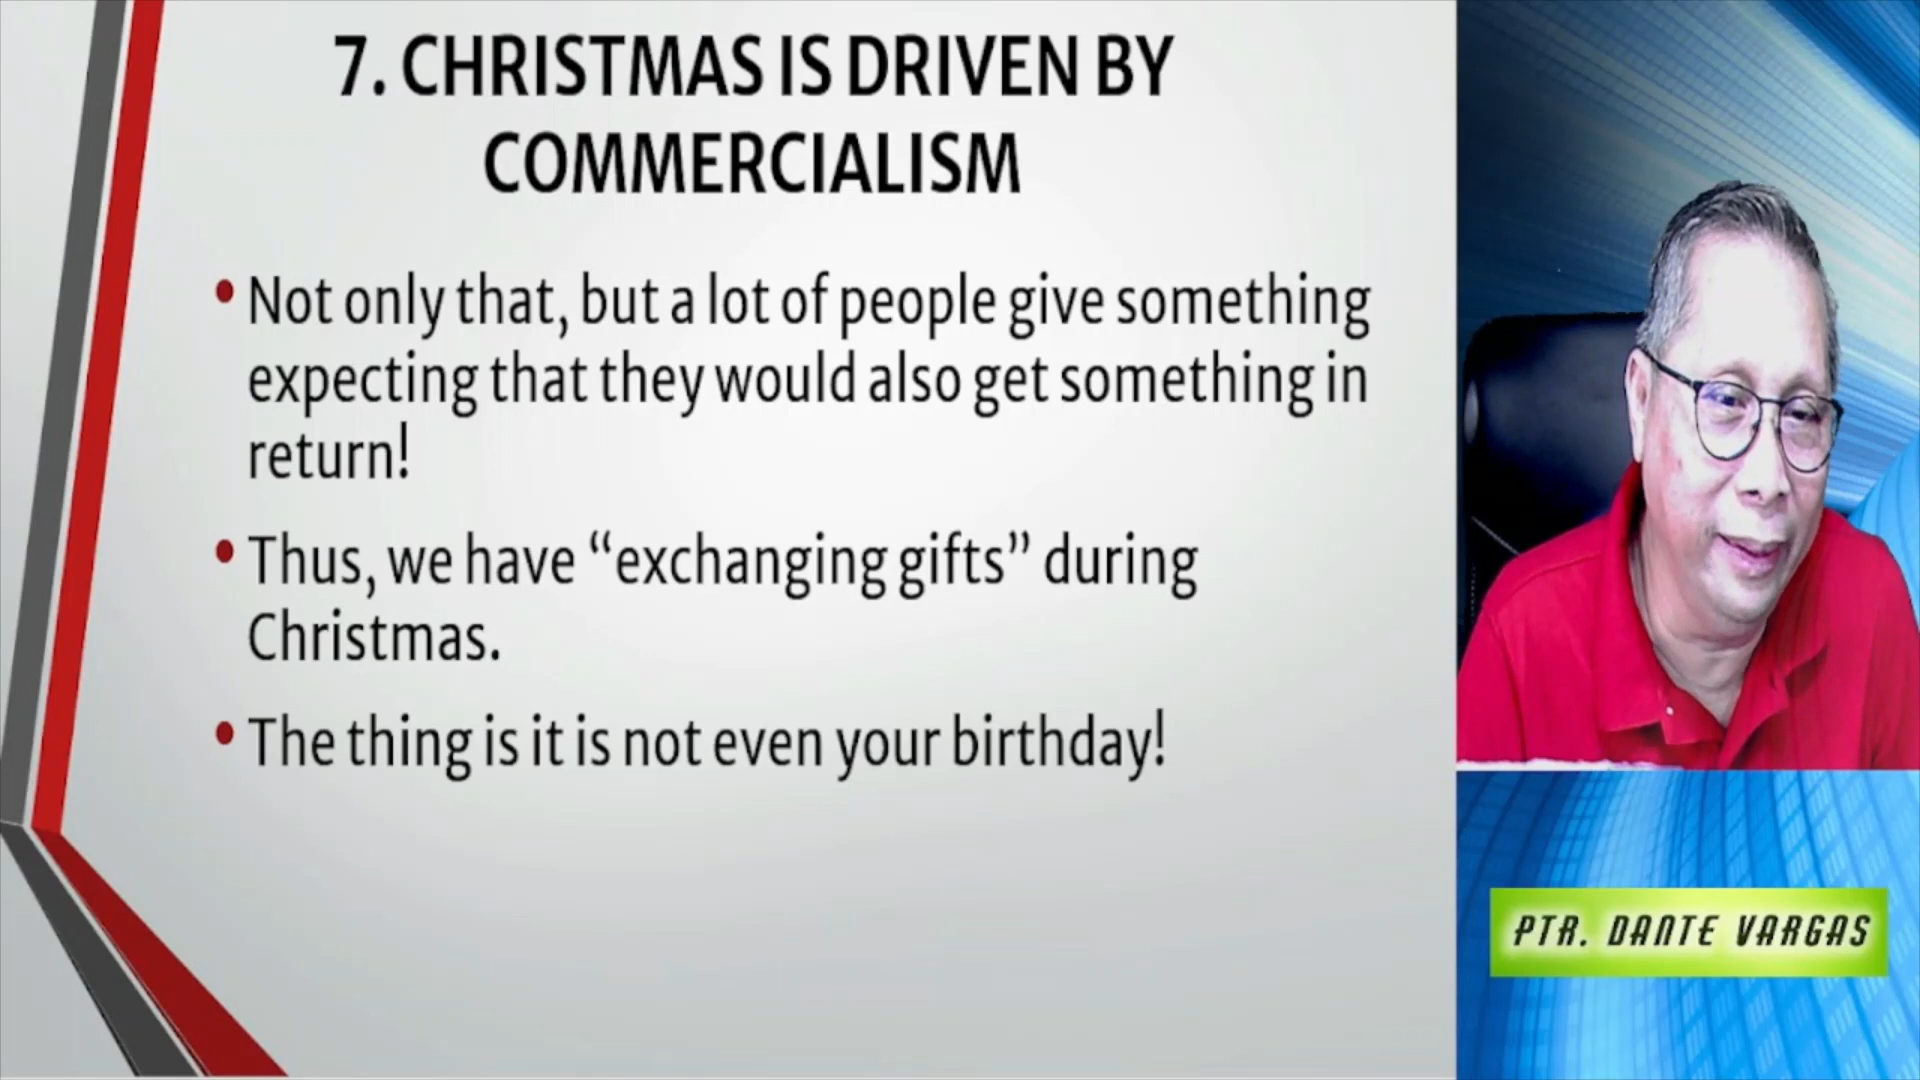 7. CHRISTMAS IS DRIVEN BY
COMMERCIALISM
• Not only that, but a lot of people give something
expecting that they would also get something in
return!
• Thus, we have “exchanging gifts” during
Christmas.
• The thing is it is not even your birthday!
PTR. DANTE VARGAS